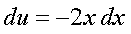 du = −2x dx